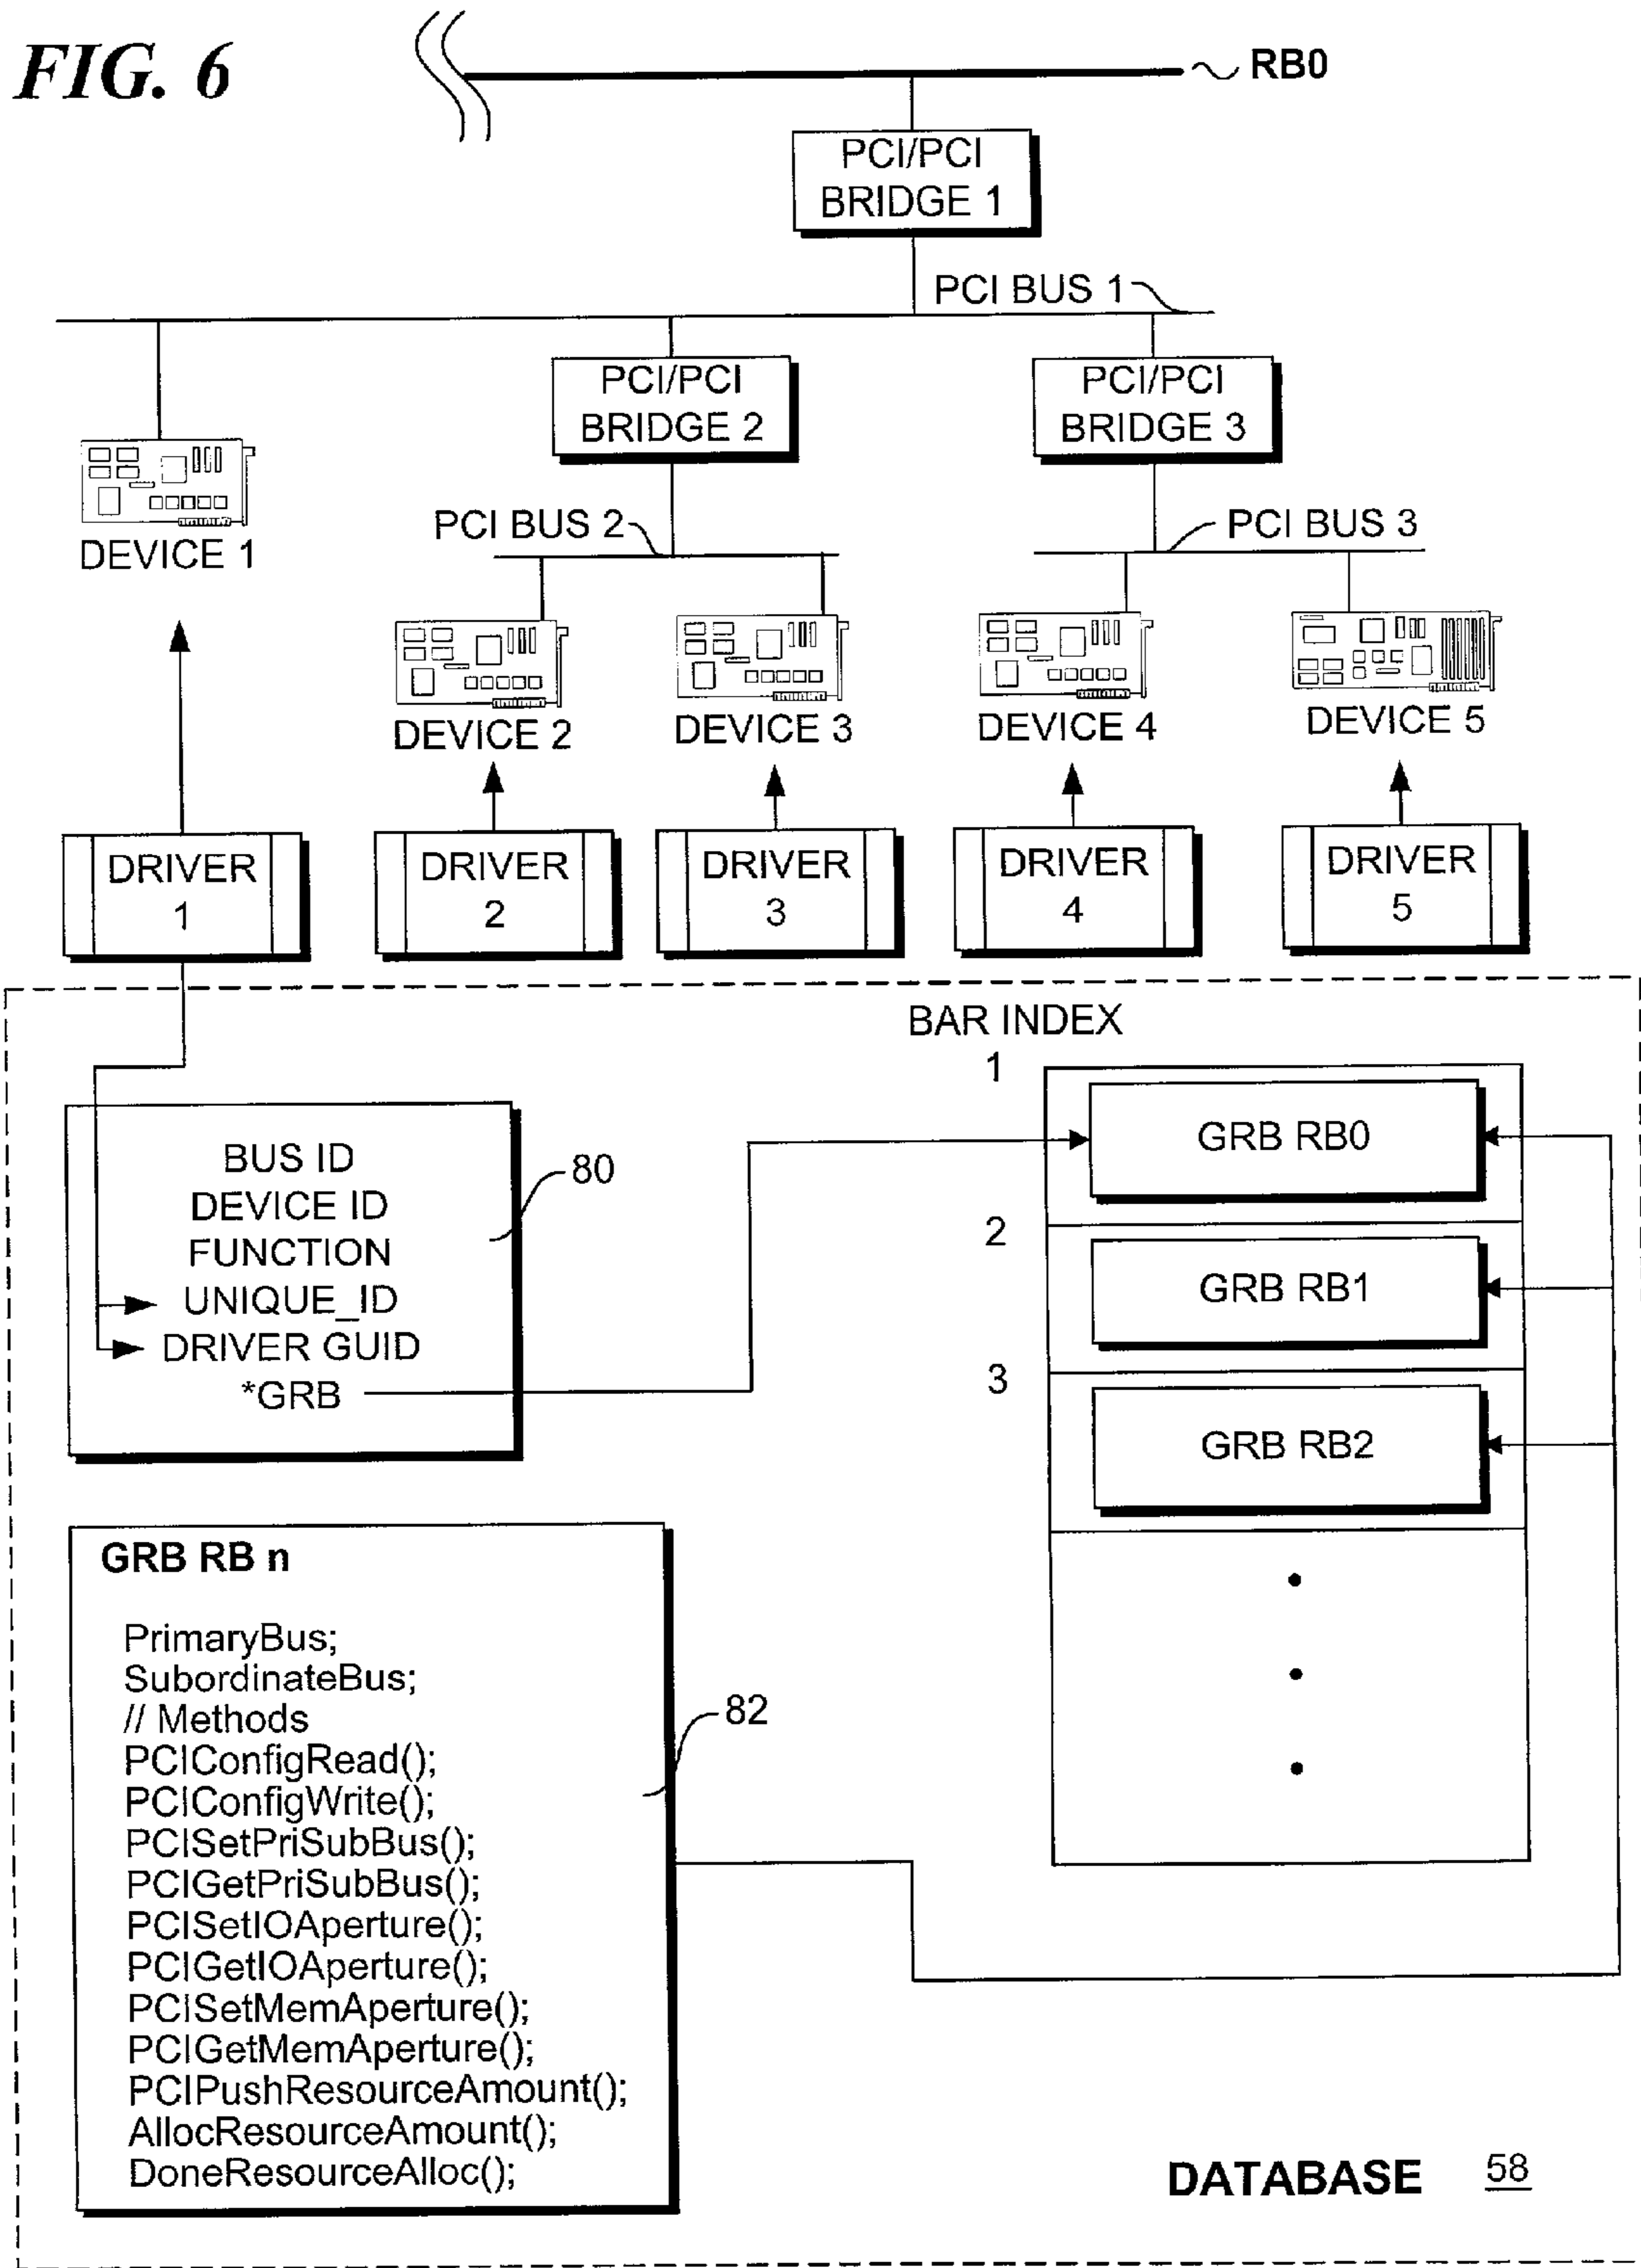 FIG. 6
RB0
PCI/PCI
BRIDGE 1
PCI BUS 1
PCI/PCI
BRIDGE 2
PCI/PCI
BRIDGE 3
PCI BUS 2
PCI BUS 3
DEVICE 1
DEVICE 2
DEVICE 3
DEVICE 4
DEVICE 5
DRIVER
1
DRIVER
2
DRIVER
3
DRIVER
4
DRIVER
5
BAR INDEX
1
GRB RB0
2
GRB RB1
3
GRB RB2
BUS ID
DEVICE ID
FUNCTION
UNIQUE_ID
DRIVER GUID
*GRB
80
GRB RB n
PrimaryBus;
SubordinateBus;
// Methods
PCIConfigRead();
PCIConfigWrite();
PCISetPriSubBus();
PCIGetPriSubBus();
PCISetIOAperture();
PCIGetIOAperture();
PCISetMemAperture();
PCIGetMemAperture();
PCIPushResourceAmount();
AllocResourceAmount();
DoneResourceAlloc();
82
DATABASE 58